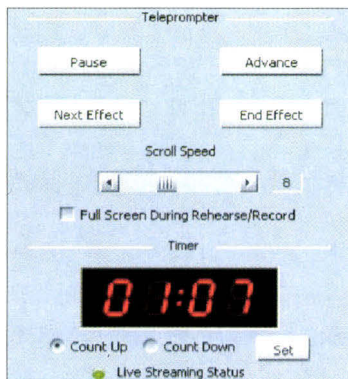 Teleprompter
Pause Advance
Next Effect End Effect
Scroll Speed
8
Full Screen During Rehearse/Record
Timer
01:07
Count Up Count Down Set
Live Streaming Status